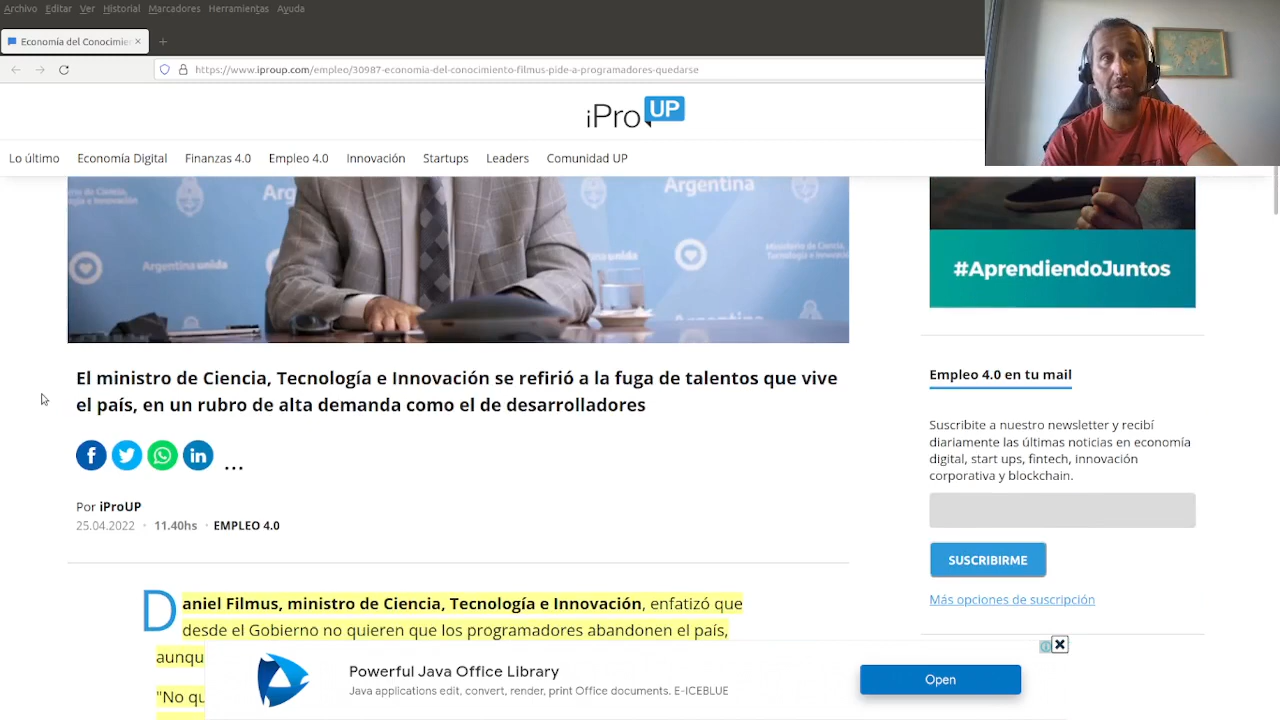 Archivo Editar Ver Historial Marcadores Herramientas Ayuda
Economía del Conocimien
https://www.iproup.com/empleo/30987-economia-del-conocimiento-filmus-pide-a-programadores-quedarse
iPro UP
Lo último Economía Digital Finanzas 4.0 Empleo 4.0 Innovación Startups Leaders Comunidad UP
Argentina
Argentina unida
#AprendiendoJuntos
El ministro de Ciencia, Tecnología e Innovación se refirió a la fuga de talentos que vive
el país, en un rubro de alta demanda como el de desarrolladores
...
Por iProUP
25.04.2022 · 11.40hs · EMPLEO 4.0
Empleo 4.0 en tu mail
Suscribite a nuestro newsletter y recibí
diariamente las últimas noticias en economía
digital, start ups, fintech, innovación
corporativa y blockchain.
SUSCRIBIRME
Más opciones de suscripción
Daniel Filmus, ministro de Ciencia, Tecnología e Innovación, enfatizó que
desde el Gobierno no quieren que los programadores abandonen el país,
aunqu
"No qu
Powerful Java Office Library
Java applications edit, convert, render, print Office documents. E-ICEBLUE
Open